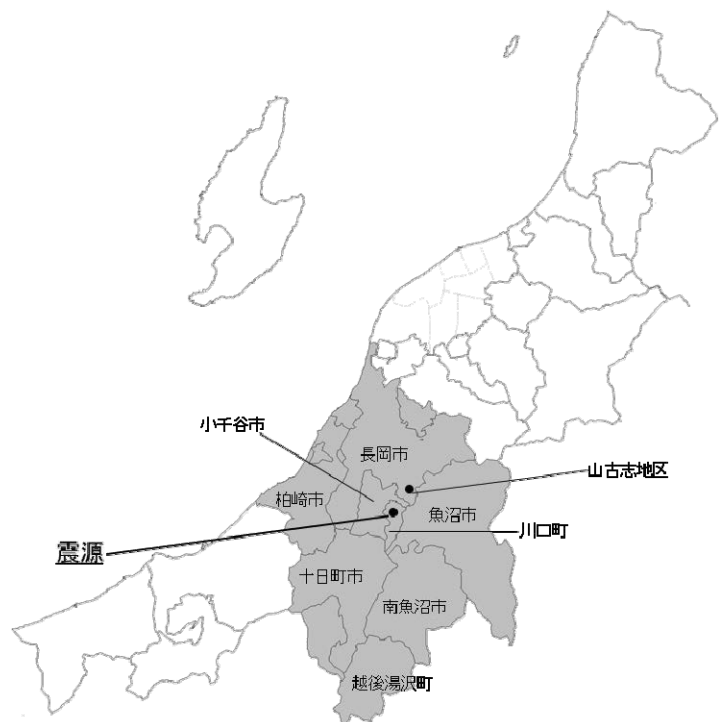 小千谷市
長岡市
山古志地区
柏崎市
魚沼市
川口町
震源
十日町市
南魚沼市
越後湯沢町